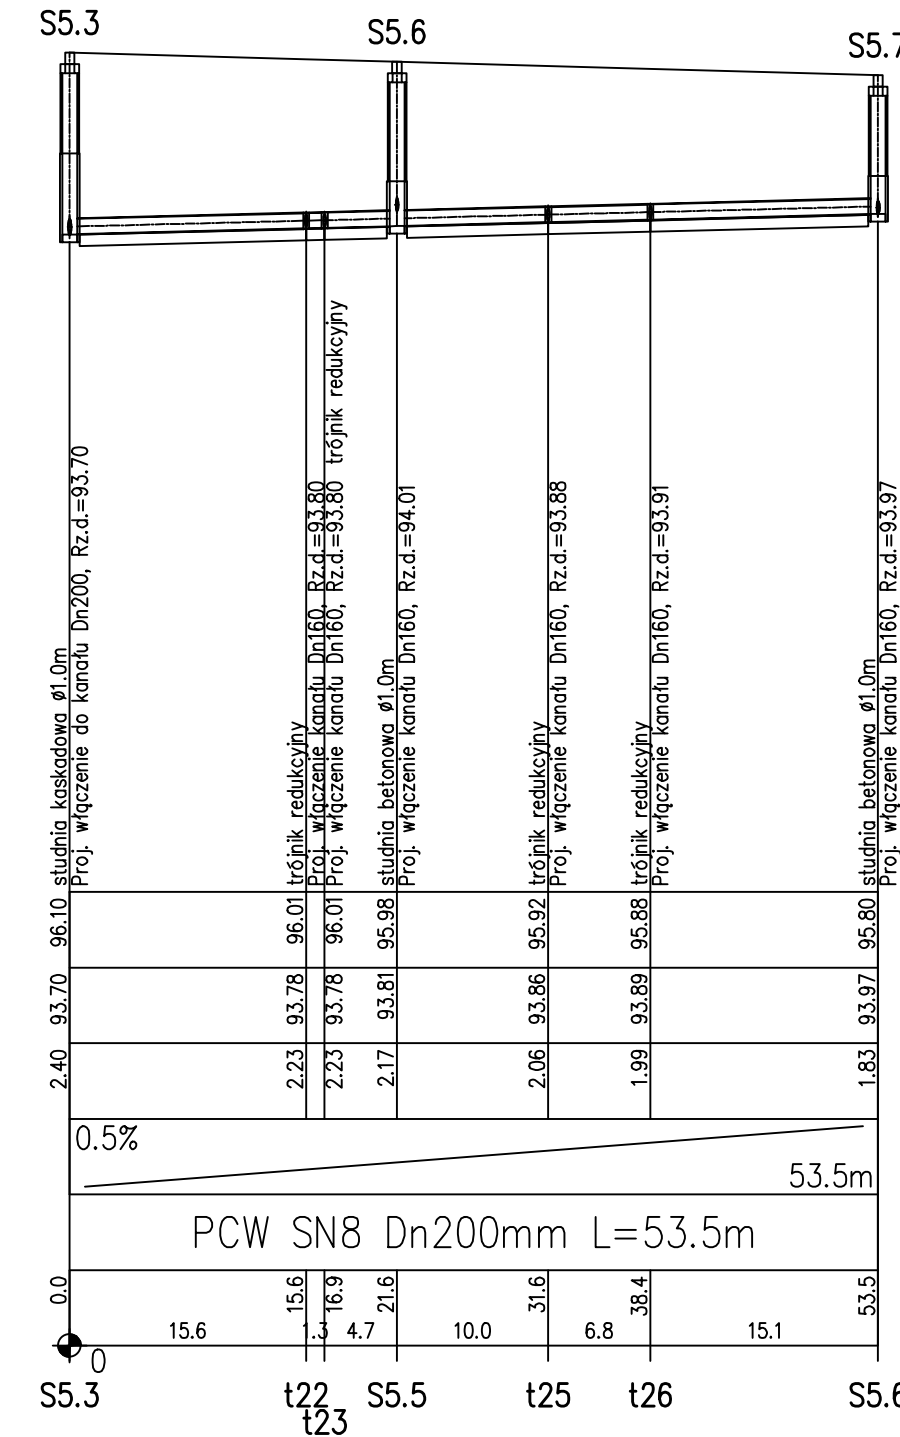 S5.3
S5.6
S5.7
studnia kaskadowa ø1.0m
Proj. włączenie do kanału Dn200, Rz.d.=93.70
trójnik redukcyjny
Proj. włączenie kanału Dn160, Rz.d.=93.80
Proj. włączenie kanału Dn160, Rz.d.=93.80 trójnik redukcyjny
studnia betonowa ø1.0m
Proj. włączenie kanału Dn160, Rz.d.=94.01
trójnik redukcyjny
Proj. włączenie kanału Dn160, Rz.d.=93.88
trójnik redukcyjny
Proj. włączenie kanału Dn160, Rz.d.=93.91
studnia betonowa ø1.0m
Proj. włączenie kanału Dn160, Rz.d.=93.97
96.10 96.01 96.01 95.98 95.92 95.88 95.80
93.70 93.78 93.78 93.81 93.86 93.89 93.97
2.40 2.23 2.23 2.17 2.06 1.99 1.83
0.5%
53.5m
PCW SN8 Dn200mm L=53.5m
0.0 15.6 16.9 21.6 31.6 38.4 53.5
15.6 1.3 4.7 10.0 6.8 15.1
0
S5.3 t22 S5.5 t25 t26 S5.6
t23